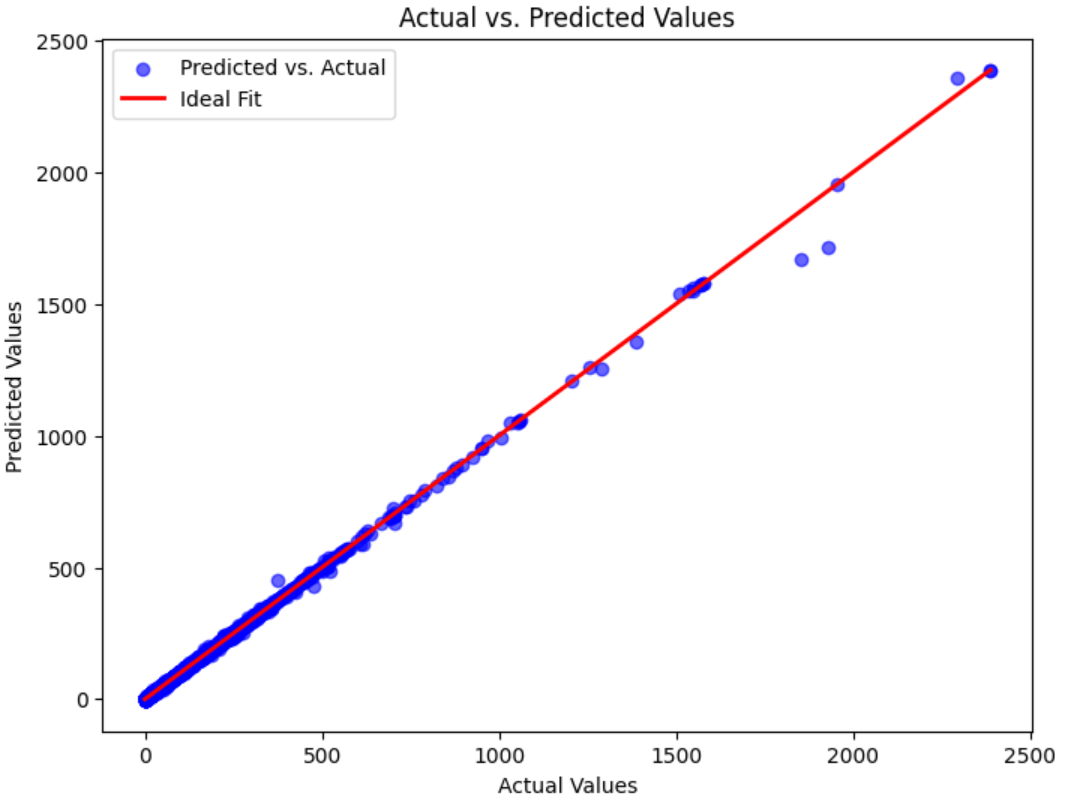 Actual vs. Predicted Values
Predicted vs. Actual
Ideal Fit
2500
2000
1500
1000
500
0
Predicted Values
0 500 1000 1500 2000 2500
Actual Values